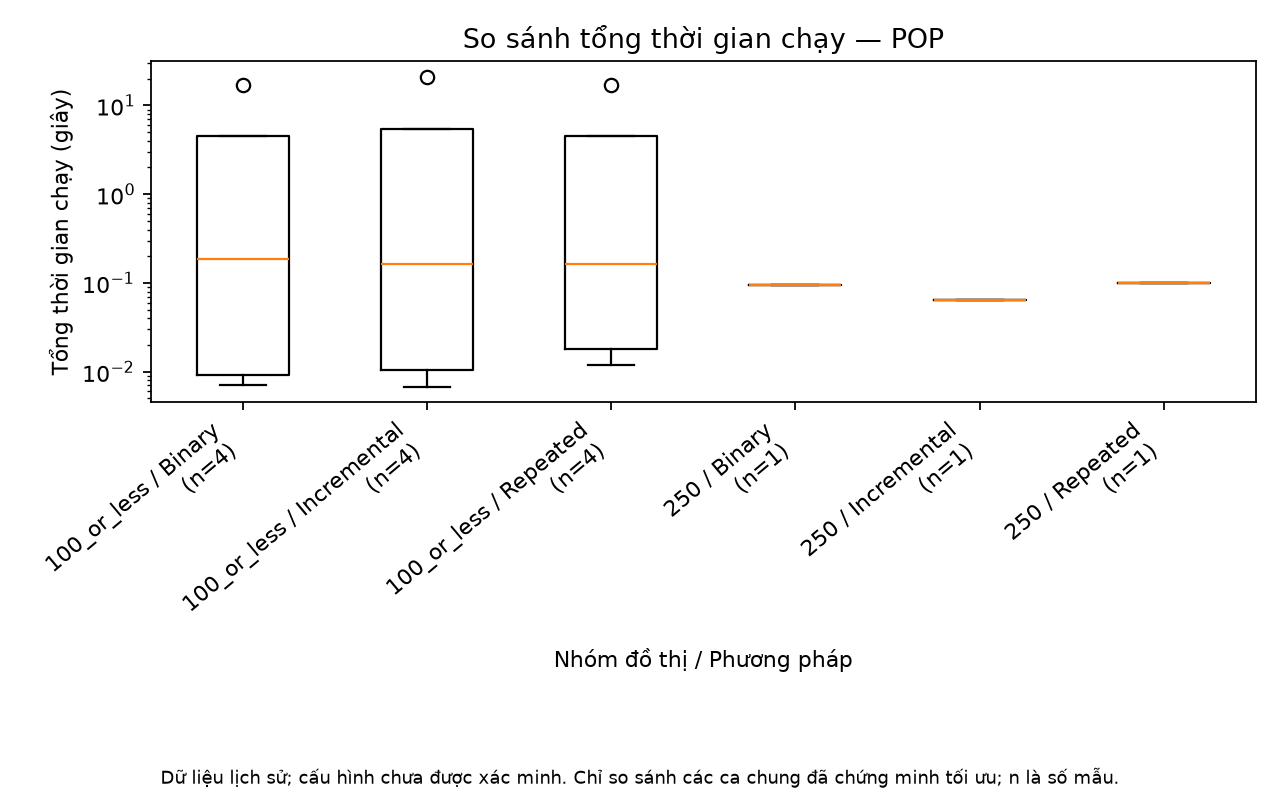 So sánh tổng thời gian chạy — POP
Tổng thời gian chạy (giây)
10¹
10⁰
10⁻¹
10⁻²
100_or_less / Binary
(n=4)
100_or_less / Incremental
(n=4)
100_or_less / Repeated
(n=4)
250 / Binary
(n=1)
250 / Incremental
(n=1)
250 / Repeated
(n=1)
Nhóm đồ thị / Phương pháp
Dữ liệu lịch sử; cấu hình chưa được xác minh. Chỉ so sánh các ca chung đã chứng minh tối ưu; n là số mẫu.